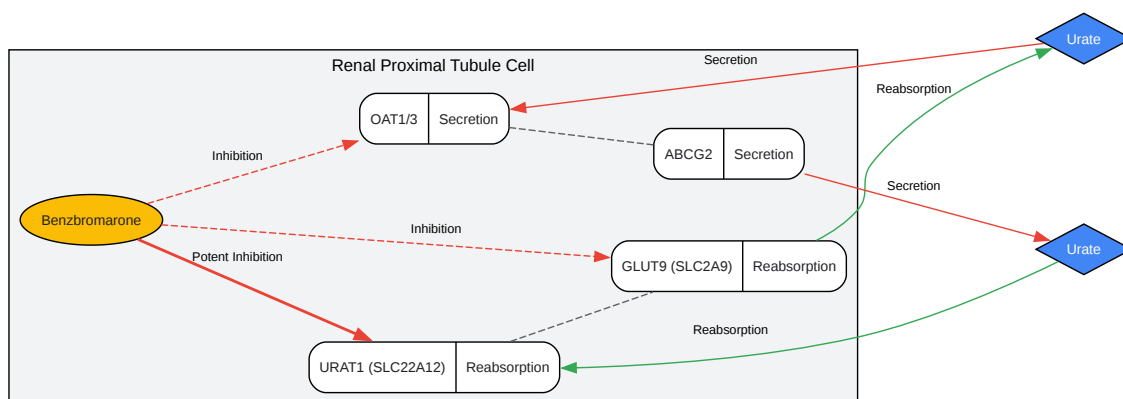 Urate
Secretion
Renal Proximal Tubule Cell
Reabsorption
OAT1/3
Secretion
Inhibition
ABCG2
Secretion
Secretion
Benzbromarone
Inhibition
Urate
Potent Inhibition
GLUT9 (SLC2A9)
Reabsorption
Reabsorption
URAT1 (SLC22A12)
Reabsorption